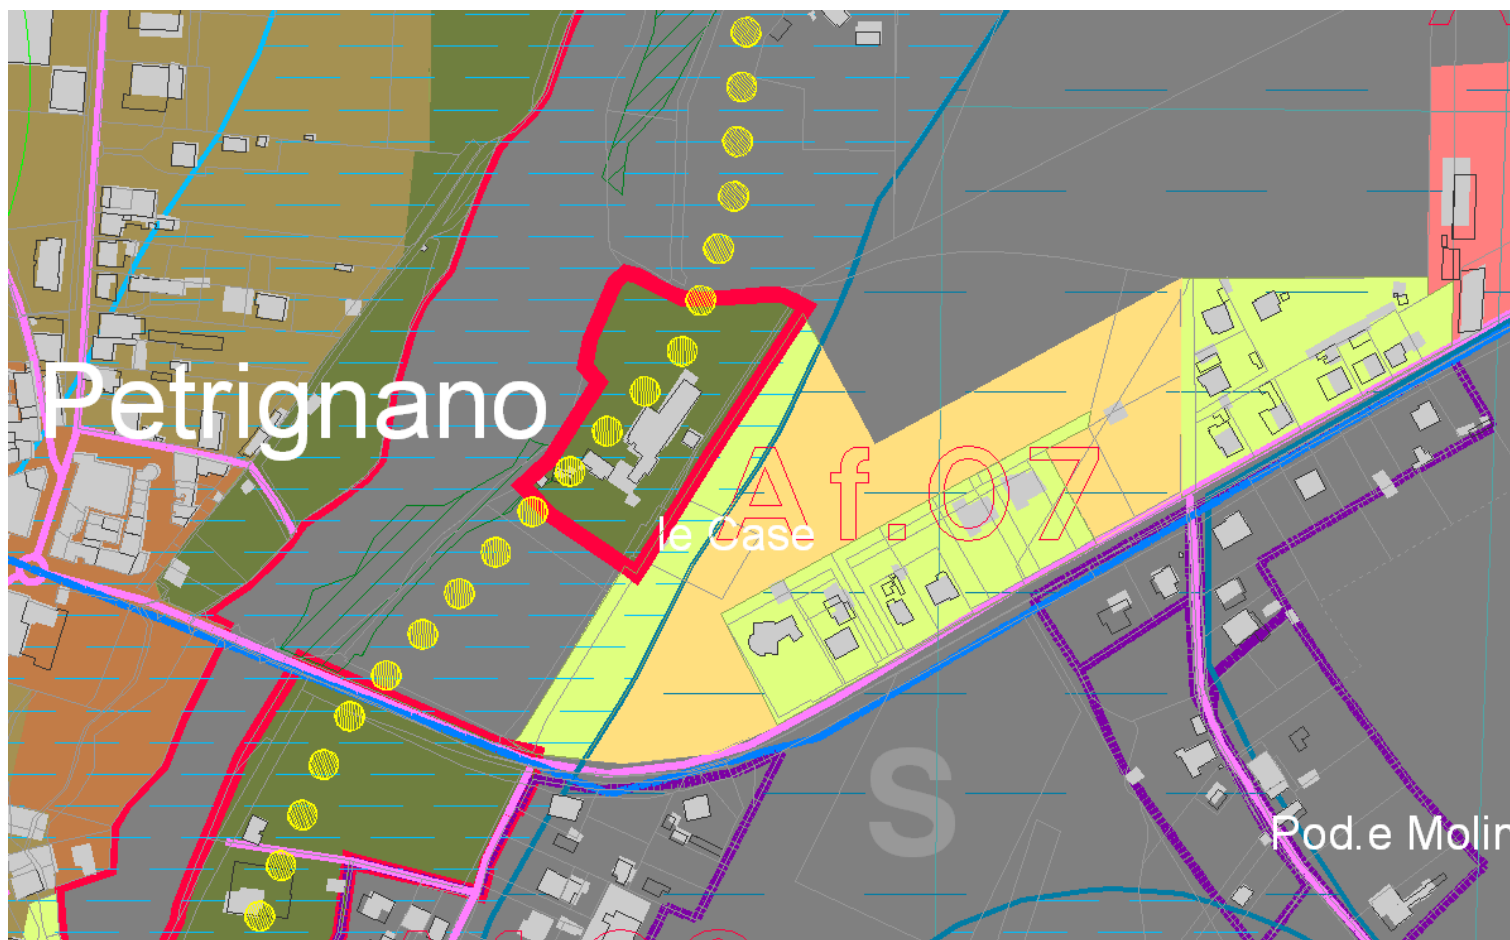 Petrignano
Af.07
le Case
S
Pod.e Molin